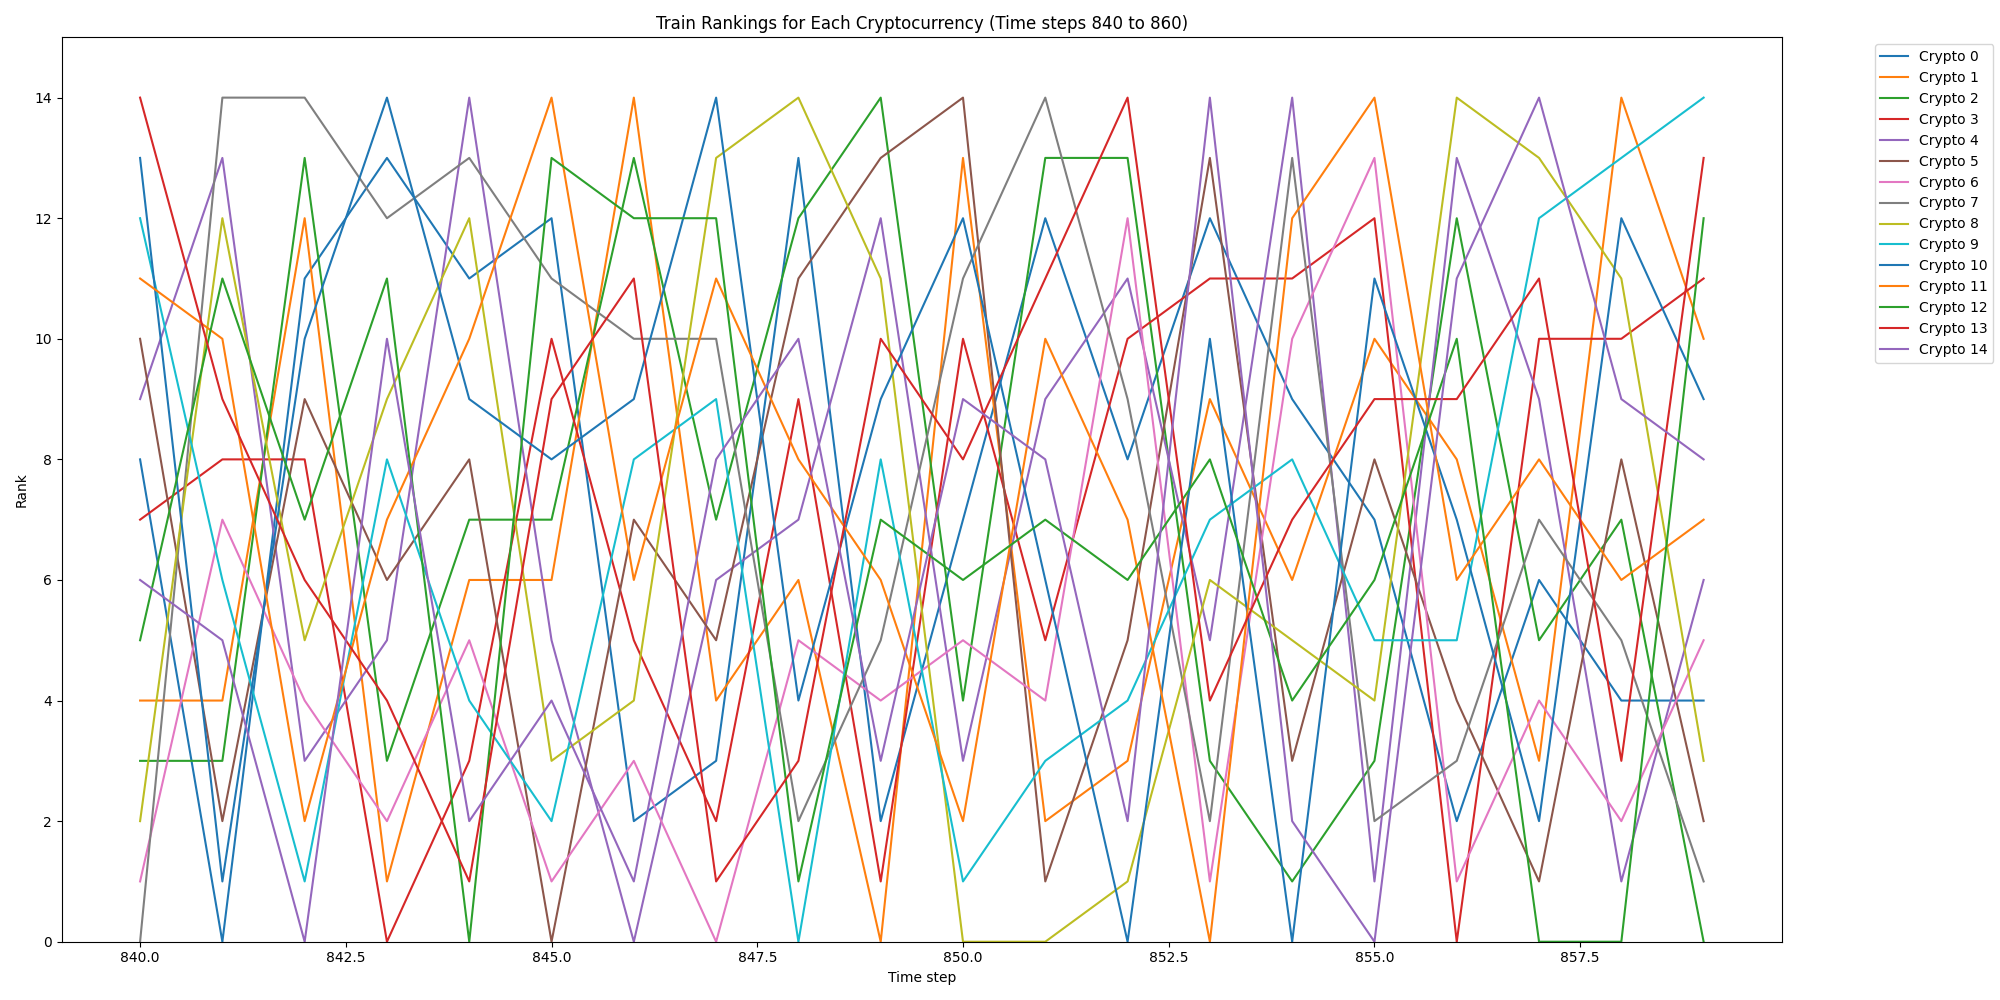 Train Rankings for Each Cryptocurrency (Time steps 840 to 860)
Rank
14
12
10
8
6
4
2
0
840.0 842.5 845.0 847.5 850.0 852.5 855.0 857.5
Time step
Crypto 0
Crypto 1
Crypto 2
Crypto 3
Crypto 4
Crypto 5
Crypto 6
Crypto 7
Crypto 8
Crypto 9
Crypto 10
Crypto 11
Crypto 12
Crypto 13
Crypto 14